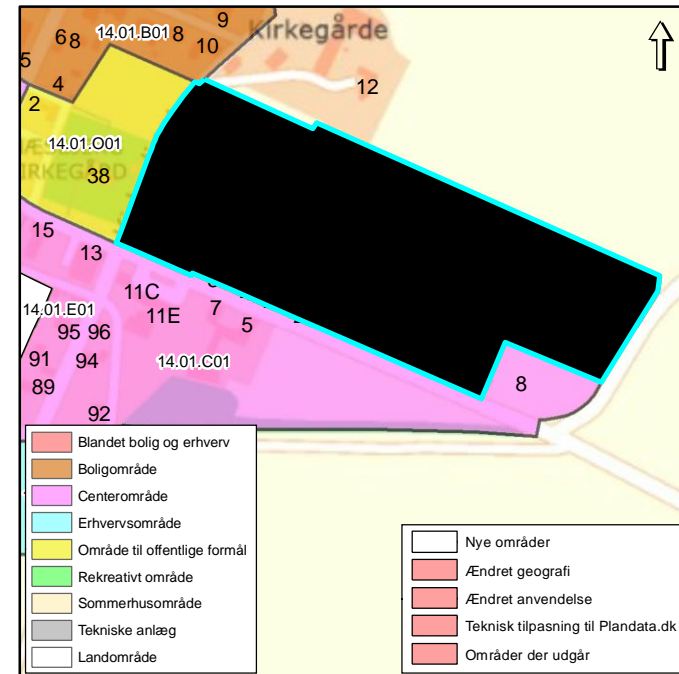 9
6 8
14.01.B01
8
10
Kirkegårde
5
4
12
2
14.01.O01
KIRKEGÅRD
38
15
13
11C
11E
7
5
14.01.E01
95 96
14.01.C01
91
94
89
8
92
Blandet bolig og erhverv
Boligområde
Centerområde
Erhvervsområde
Område til offentlige formål
Rekreativt område
Sommerhusområde
Tekniske anlæg
Landområde
Nye områder
Ændret geografi
Ændret anvendelse
Teknisk tilpasning til Plandata.dk
Områder der udgår